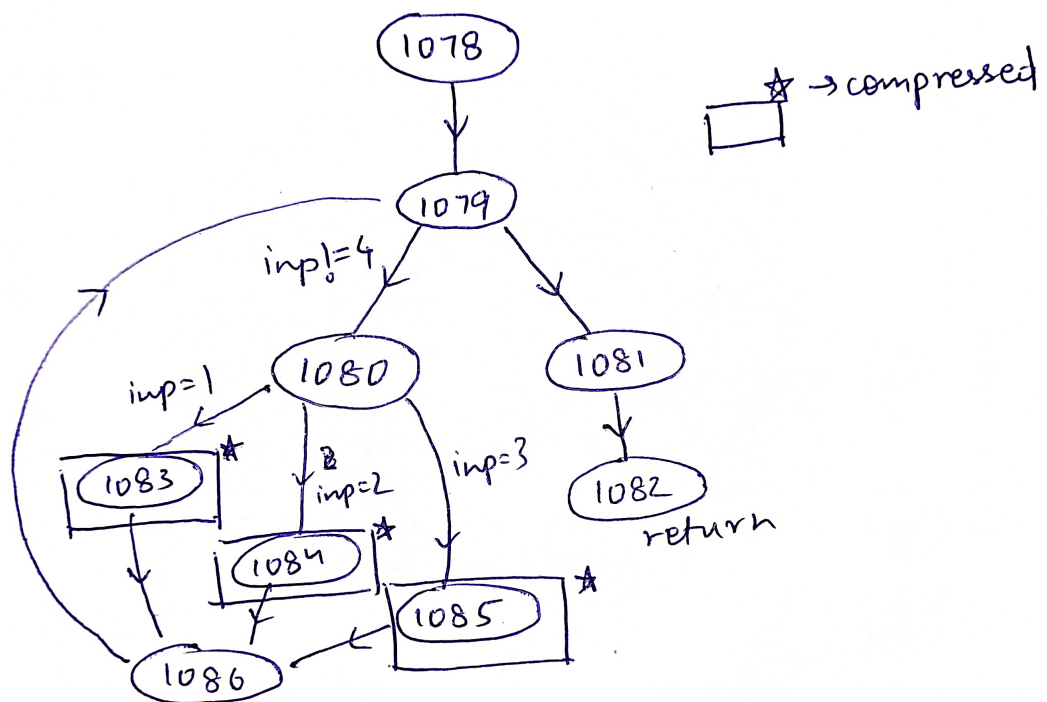 1078
☆ → compressed
1079
inp!=4
1080
1081
inp=1
inp=2
inp=3
1083
☆
1082
return
1084
☆
1085
☆
1086